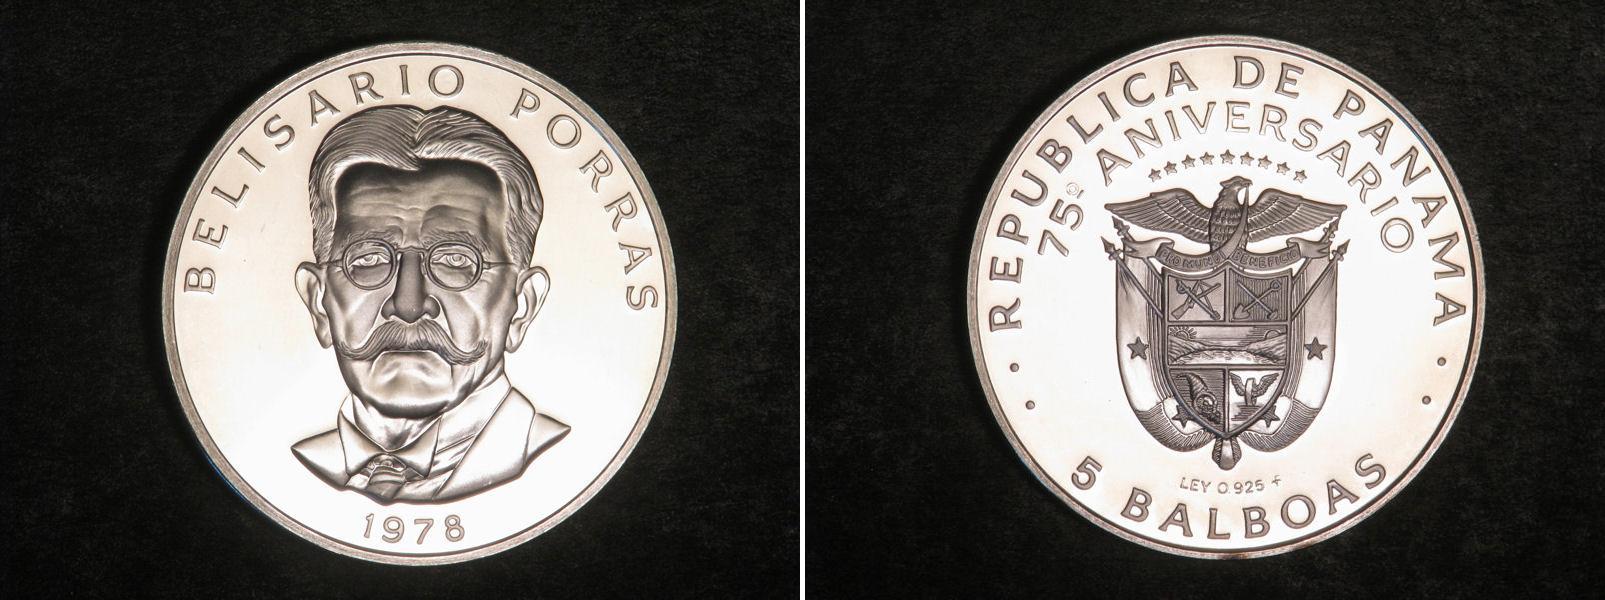 BELISARIO PORRAS
1978
REPUBLICA DE PANAMA
75º ANIVERSARIO
PRO MUNDI BENEFICIO
LEY 0.925
5 BALBOAS